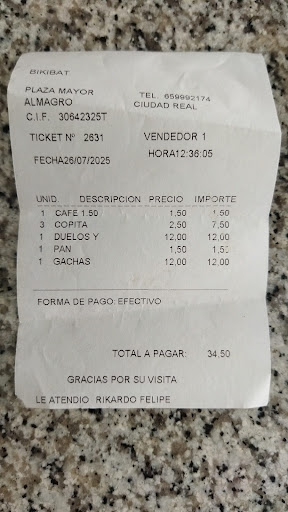 BIKIBAT
PLAZA MAYOR TEL. 659992174
ALMAGRO CIUDAD REAL
C.I.F. 30642325T
TICKET Nº 2631 VENDEDOR 1
FECHA26/07/2025 HORA12:36:05
UNID. DESCRIPCION PRECIO IMPORTE
1 CAFE 1.50 1,50 1,50
3 COPITA 2,50 7,50
1 DUELOS Y 12,00 12,00
1 PAN 1,50 1,50
1 GACHAS 12,00 12,00
FORMA DE PAGO: EFECTIVO
TOTAL A PAGAR: 34,50
GRACIAS POR SU VISITA
LE ATENDIO RIKARDO FELIPE